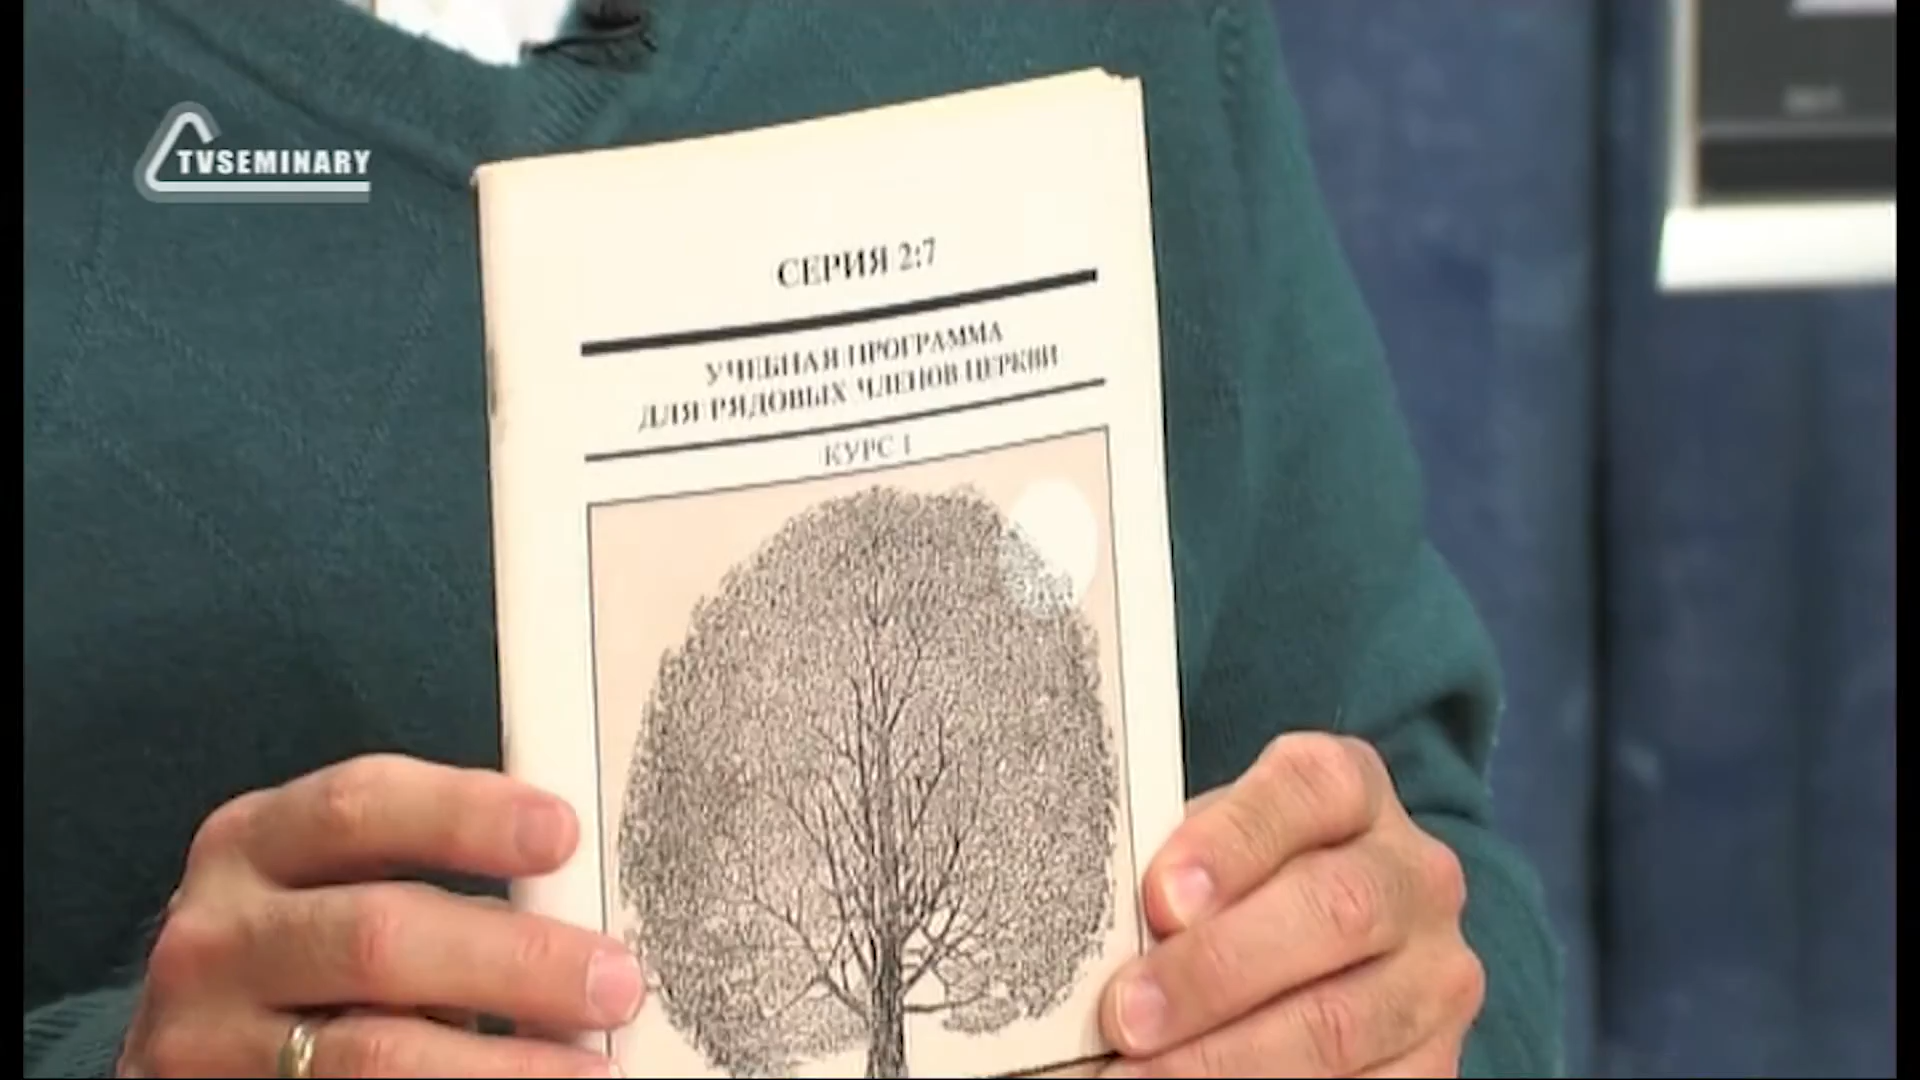 TVSEMINARY
СЕРИЯ 2:7
УЧЕБНАЯ ПРОГРАММА
ДЛЯ РЯДОВЫХ ЧЛЕНОВ ЦЕРКВИ
КУРС 1